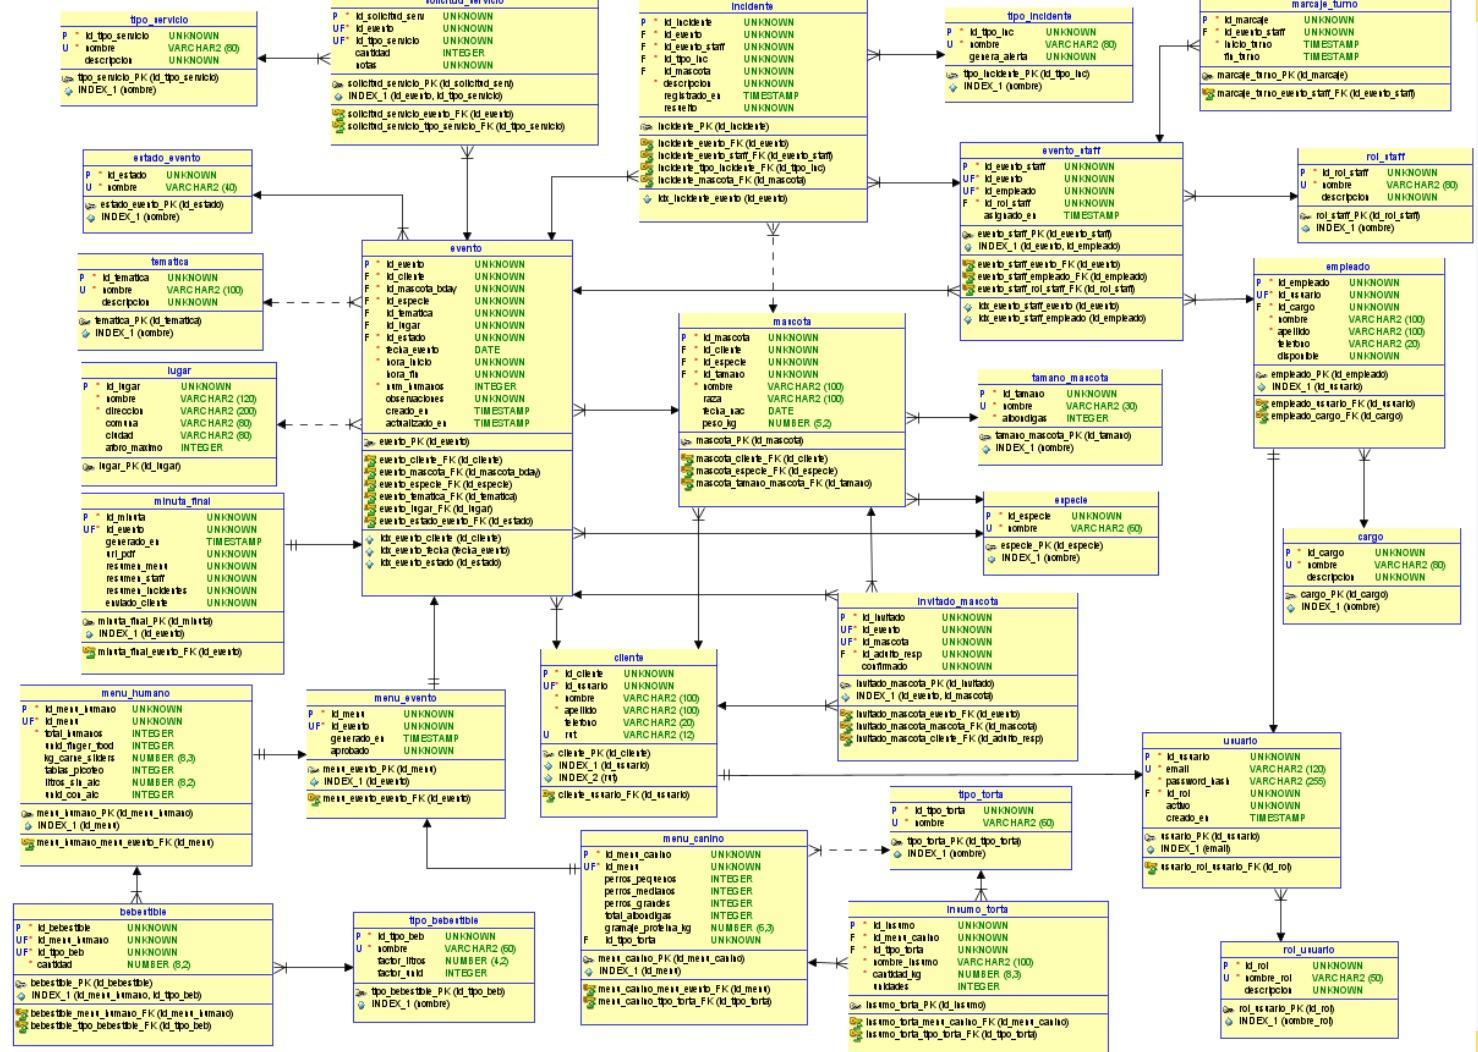 tipo_servicio
P * id_tipo_servicio UNKNOWN
U * nombre VARCHAR2 (80)
descripcion UNKNOWN
tipo_servicio_PK (id_tipo_servicio)
INDEX_1 (nombre)
solicitud_servicio
P * id_solicitud_serv UNKNOWN
UF* id_evento UNKNOWN
UF* id_tipo_servicio UNKNOWN
cantidad INTEGER
notas UNKNOWN
solicitud_servicio_PK (id_solicitud_serv)
INDEX_1 (id_evento, id_tipo_servicio)
solicitud_servicio_evento_FK (id_evento)
solicitud_servicio_tipo_servicio_FK (id_tipo_servicio)
incidente
P * id_incidente UNKNOWN
F * id_evento UNKNOWN
F * id_evento_staff UNKNOWN
F * id_tipo_inc UNKNOWN
F id_mascota UNKNOWN
* descripcion UNKNOWN
registrado_en TIMESTAMP
resuelto UNKNOWN
incidente_PK (id_incidente)
incidente_evento_FK (id_evento)
incidente_evento_staff_FK (id_evento_staff)
incidente_tipo_incidente_FK (id_tipo_inc)
incidente_mascota_FK (id_mascota)
idx_incidente_evento (id_evento)
tipo_incidente
P * id_tipo_inc UNKNOWN
U * nombre VARCHAR2 (80)
genera_alerta UNKNOWN
tipo_incidente_PK (id_tipo_inc)
INDEX_1 (nombre)
marcaje_turno
P * id_marcaje UNKNOWN
F * id_evento_staff UNKNOWN
* inicio_turno TIMESTAMP
fin_turno TIMESTAMP
marcaje_turno_PK (id_marcaje)
marcaje_turno_evento_staff_FK (id_evento_staff)
estado_evento
P * id_estado UNKNOWN
U * nombre VARCHAR2 (40)
estado_evento_PK (id_estado)
INDEX_1 (nombre)
evento_staff
P * id_evento_staff UNKNOWN
UF* id_evento UNKNOWN
UF* id_empleado UNKNOWN
F * id_rol_staff UNKNOWN
asignado_en TIMESTAMP
evento_staff_PK (id_evento_staff)
INDEX_1 (id_evento, id_empleado)
evento_staff_evento_FK (id_evento)
evento_staff_empleado_FK (id_empleado)
evento_staff_rol_staff_FK (id_rol_staff)
idx_evento_staff_evento (id_evento)
idx_evento_staff_empleado (id_empleado)
rol_staff
P * id_rol_staff UNKNOWN
U * nombre VARCHAR2 (80)
descripcion UNKNOWN
rol_staff_PK (id_rol_staff)
INDEX_1 (nombre)
tematica
P * id_tematica UNKNOWN
U * nombre VARCHAR2 (100)
descripcion UNKNOWN
tematica_PK (id_tematica)
INDEX_1 (nombre)
evento
P * id_evento UNKNOWN
F * id_cliente UNKNOWN
F * id_mascota_bday UNKNOWN
F * id_especie UNKNOWN
F id_tematica UNKNOWN
F id_lugar UNKNOWN
F * id_estado UNKNOWN
* fecha_evento DATE
* hora_inicio UNKNOWN
hora_fin UNKNOWN
* num_humanos INTEGER
observaciones UNKNOWN
creado_en TIMESTAMP
actualizado_en TIMESTAMP
evento_PK (id_evento)
evento_cliente_FK (id_cliente)
evento_mascota_FK (id_mascota_bday)
evento_especie_FK (id_especie)
evento_tematica_FK (id_tematica)
evento_lugar_FK (id_lugar)
evento_estado_evento_FK (id_estado)
idx_evento_cliente (id_cliente)
idx_evento_fecha (fecha_evento)
idx_evento_estado (id_estado)
mascota
P * id_mascota UNKNOWN
F * id_cliente UNKNOWN
F * id_especie UNKNOWN
F * id_tamano UNKNOWN
* nombre VARCHAR2 (100)
raza VARCHAR2 (100)
fecha_nac DATE
peso_kg NUMBER (5,2)
mascota_PK (id_mascota)
mascota_cliente_FK (id_cliente)
mascota_especie_FK (id_especie)
mascota_tamano_mascota_FK (id_tamano)
empleado
P * id_empleado UNKNOWN
UF* id_usuario UNKNOWN
F * id_cargo UNKNOWN
* nombre VARCHAR2 (100)
* apellido VARCHAR2 (100)
telefono VARCHAR2 (20)
disponible UNKNOWN
empleado_PK (id_empleado)
INDEX_1 (id_usuario)
empleado_usuario_FK (id_usuario)
empleado_cargo_FK (id_cargo)
lugar
P * id_lugar UNKNOWN
* nombre VARCHAR2 (120)
* direccion VARCHAR2 (200)
comuna VARCHAR2 (80)
ciudad VARCHAR2 (80)
aforo_maximo INTEGER
lugar_PK (id_lugar)
tamano_mascota
P * id_tamano UNKNOWN
U * nombre VARCHAR2 (30)
* albondigas INTEGER
tamano_mascota_PK (id_tamano)
INDEX_1 (nombre)
minuta_final
P * id_minuta UNKNOWN
UF* id_evento UNKNOWN
generado_en TIMESTAMP
url_pdf UNKNOWN
resumen_menu UNKNOWN
resumen_staff UNKNOWN
resumen_incidentes UNKNOWN
enviado_cliente UNKNOWN
minuta_final_PK (id_minuta)
INDEX_1 (id_evento)
minuta_final_evento_FK (id_evento)
especie
P * id_especie UNKNOWN
U * nombre VARCHAR2 (60)
especie_PK (id_especie)
INDEX_1 (nombre)
cargo
P * id_cargo UNKNOWN
U * nombre VARCHAR2 (80)
descripcion UNKNOWN
cargo_PK (id_cargo)
INDEX_1 (nombre)
invitado_mascota
P * id_invitado UNKNOWN
UF* id_evento UNKNOWN
UF* id_mascota UNKNOWN
F * id_adulto_resp UNKNOWN
confirmado UNKNOWN
invitado_mascota_PK (id_invitado)
INDEX_1 (id_evento, id_mascota)
invitado_mascota_evento_FK (id_evento)
invitado_mascota_mascota_FK (id_mascota)
invitado_mascota_cliente_FK (id_adulto_resp)
cliente
P * id_cliente UNKNOWN
UF* id_usuario UNKNOWN
* nombre VARCHAR2 (100)
* apellido VARCHAR2 (100)
telefono VARCHAR2 (20)
U rut VARCHAR2 (12)
cliente_PK (id_cliente)
INDEX_1 (id_usuario)
INDEX_2 (rut)
cliente_usuario_FK (id_usuario)
menu_humano
P * id_menu_humano UNKNOWN
UF* id_menu UNKNOWN
* total_humanos INTEGER
unid_finger_food INTEGER
kg_carne_sliders NUMBER (8,3)
tablas_picoteo INTEGER
litros_sin_alc NUMBER (8,2)
unid_con_alc INTEGER
menu_humano_PK (id_menu_humano)
INDEX_1 (id_menu)
menu_humano_menu_evento_FK (id_menu)
menu_evento
P * id_menu UNKNOWN
UF* id_evento UNKNOWN
generado_en TIMESTAMP
aprobado UNKNOWN
menu_evento_PK (id_menu)
INDEX_1 (id_evento)
menu_evento_evento_FK (id_evento)
usuario
P * id_usuario UNKNOWN
U * email VARCHAR2 (120)
* password_hash VARCHAR2 (255)
F * id_rol UNKNOWN
activo UNKNOWN
creado_en TIMESTAMP
usuario_PK (id_usuario)
INDEX_1 (email)
usuario_rol_usuario_FK (id_rol)
tipo_torta
P * id_tipo_torta UNKNOWN
U * nombre VARCHAR2 (60)
tipo_torta_PK (id_tipo_torta)
INDEX_1 (nombre)
menu_canino
P * id_menu_canino UNKNOWN
UF* id_menu UNKNOWN
perros_pequenos INTEGER
perros_medianos INTEGER
perros_grandes INTEGER
total_albondigas INTEGER
gramaje_proteina_kg NUMBER (6,3)
F id_tipo_torta UNKNOWN
menu_canino_PK (id_menu_canino)
INDEX_1 (id_menu)
menu_canino_menu_evento_FK (id_menu)
menu_canino_tipo_torta_FK (id_tipo_torta)
bebestible
P * id_bebestible UNKNOWN
UF* id_menu_humano UNKNOWN
UF* id_tipo_beb UNKNOWN
* cantidad NUMBER (8,2)
bebestible_PK (id_bebestible)
INDEX_1 (id_menu_humano, id_tipo_beb)
bebestible_menu_humano_FK (id_menu_humano)
bebestible_tipo_bebestible_FK (id_tipo_beb)
tipo_bebestible
P * id_tipo_beb UNKNOWN
U * nombre VARCHAR2 (60)
factor_litros NUMBER (4,2)
factor_unid INTEGER
tipo_bebestible_PK (id_tipo_beb)
INDEX_1 (nombre)
insumo_torta
P * id_insumo UNKNOWN
F * id_menu_canino UNKNOWN
F * id_tipo_torta UNKNOWN
* nombre_insumo VARCHAR2 (100)
* cantidad_kg NUMBER (8,3)
unidades INTEGER
insumo_torta_PK (id_insumo)
insumo_torta_menu_canino_FK (id_menu_canino)
insumo_torta_tipo_torta_FK (id_tipo_torta)
rol_usuario
P * id_rol UNKNOWN
U * nombre_rol VARCHAR2 (50)
descripcion UNKNOWN
rol_usuario_PK (id_rol)
INDEX_1 (nombre_rol)